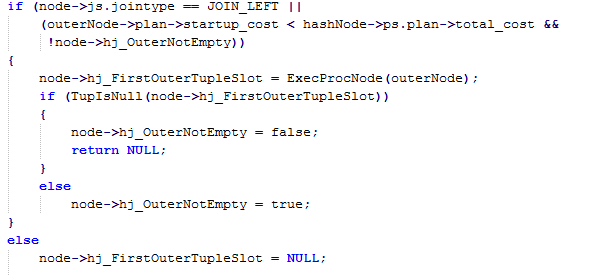 if (node->js.jointype == JOIN_LEFT ||
    (outerNode->plan->startup_cost < hashNode->ps.plan->total_cost &&
     !node->hj_OuterNotEmpty))
{
    node->hj_FirstOuterTupleSlot = ExecProcNode(outerNode);
    if (TupIsNull(node->hj_FirstOuterTupleSlot))
    {
        node->hj_OuterNotEmpty = false;
        return NULL;
    }
    else
        node->hj_OuterNotEmpty = true;
}
else
    node->hj_FirstOuterTupleSlot = NULL;